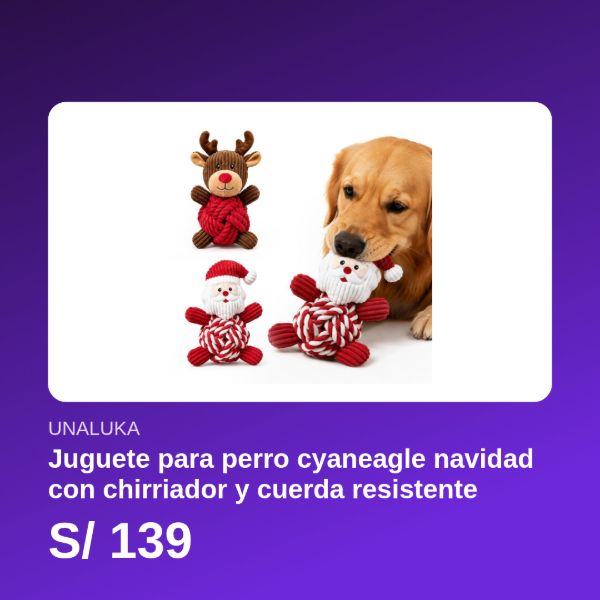 UNALUKA
Juguete para perro cyaneagle navidad
con chirriador y cuerda resistente
S/ 139